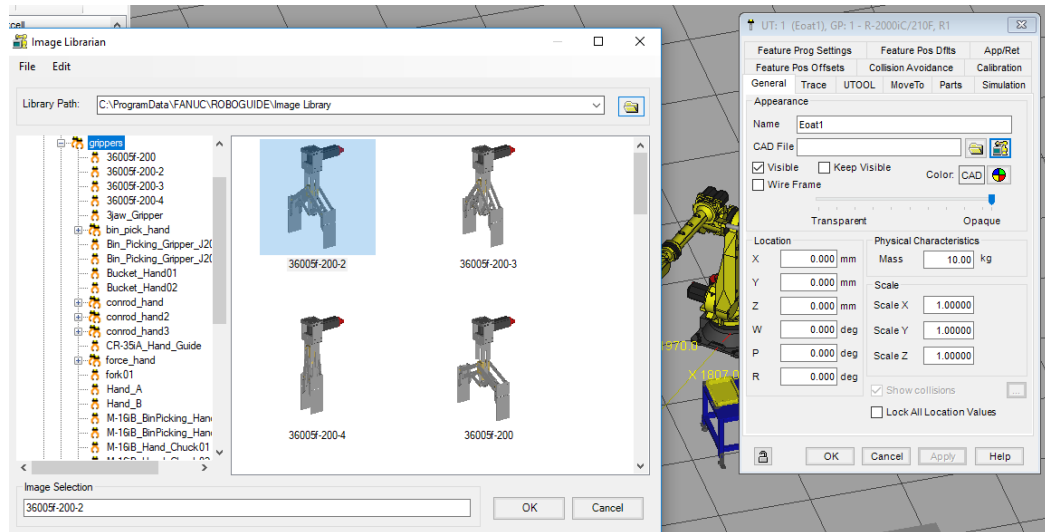 cell
Image Librarian
File Edit
Library Path: C:\ProgramData\FANUC\ROBOGUIDE\Image Library
grippers
36005f-200
36005f-200-2
36005f-200-3
36005f-200-4
3jaw_Gripper
bin_pick_hand
Bin_Picking_Gripper_J2(
Bin_Picking_Gripper_J2(
Bucket_Hand01
Bucket_Hand02
conrod_hand
conrod_hand2
conrod_hand3
CR-35iA_Hand_Guide
force_hand
fork01
Hand_A
Hand_B
M-16iB_BinPicking_Han
M-16iB_BinPicking_Han
M-16iB_Hand_Chuck01
36005f-200-2
36005f-200-3
36005f-200-4
36005f-200
Image Selection
36005f-200-2
OK Cancel
UT: 1 (Eoat1), GP: 1 - R-2000iC/210F, R1
Feature Prog Settings Feature Pos Dflts App/Ret
Feature Pos Offsets Collision Avoidance Calibration
General Trace UTOOL MoveTo Parts Simulation
Appearance
Name Eoat1
CAD File
Visible Keep Visible Color: CAD
Wire Frame
Transparent Opaque
Location Physical Characteristics
X 0.000 mm Mass 10.00 kg
Y 0.000 mm Scale
Z 0.000 mm Scale X 1.00000
W 0.000 deg Scale Y 1.00000
P 0.000 deg Scale Z 1.00000
R 0.000 deg
Show collisions ...
Lock All Location Values
OK Cancel Apply Help
970.0
X 1807.0